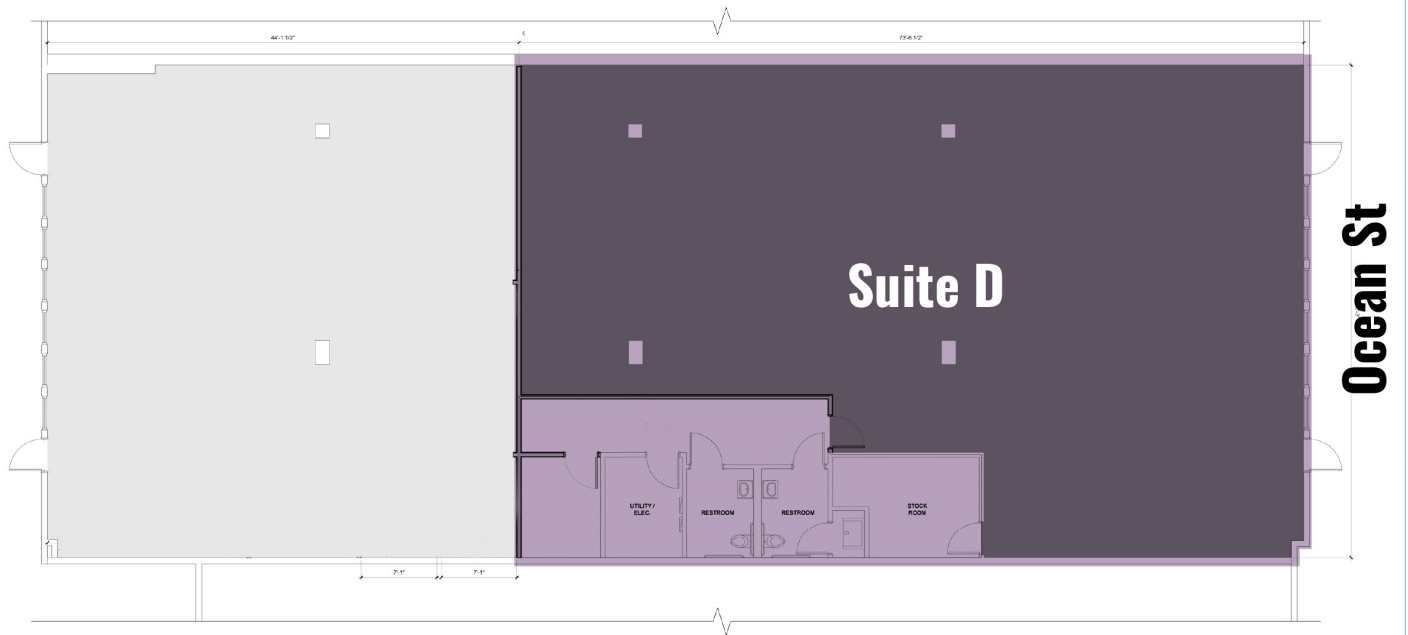 44'-1 1/2"
73'-6 1/2"
Suite D
Ocean St
UTILITY /
ELEC.
RESTROOM
RESTROOM
STOCK
ROOM
7'-1"
7'-1"